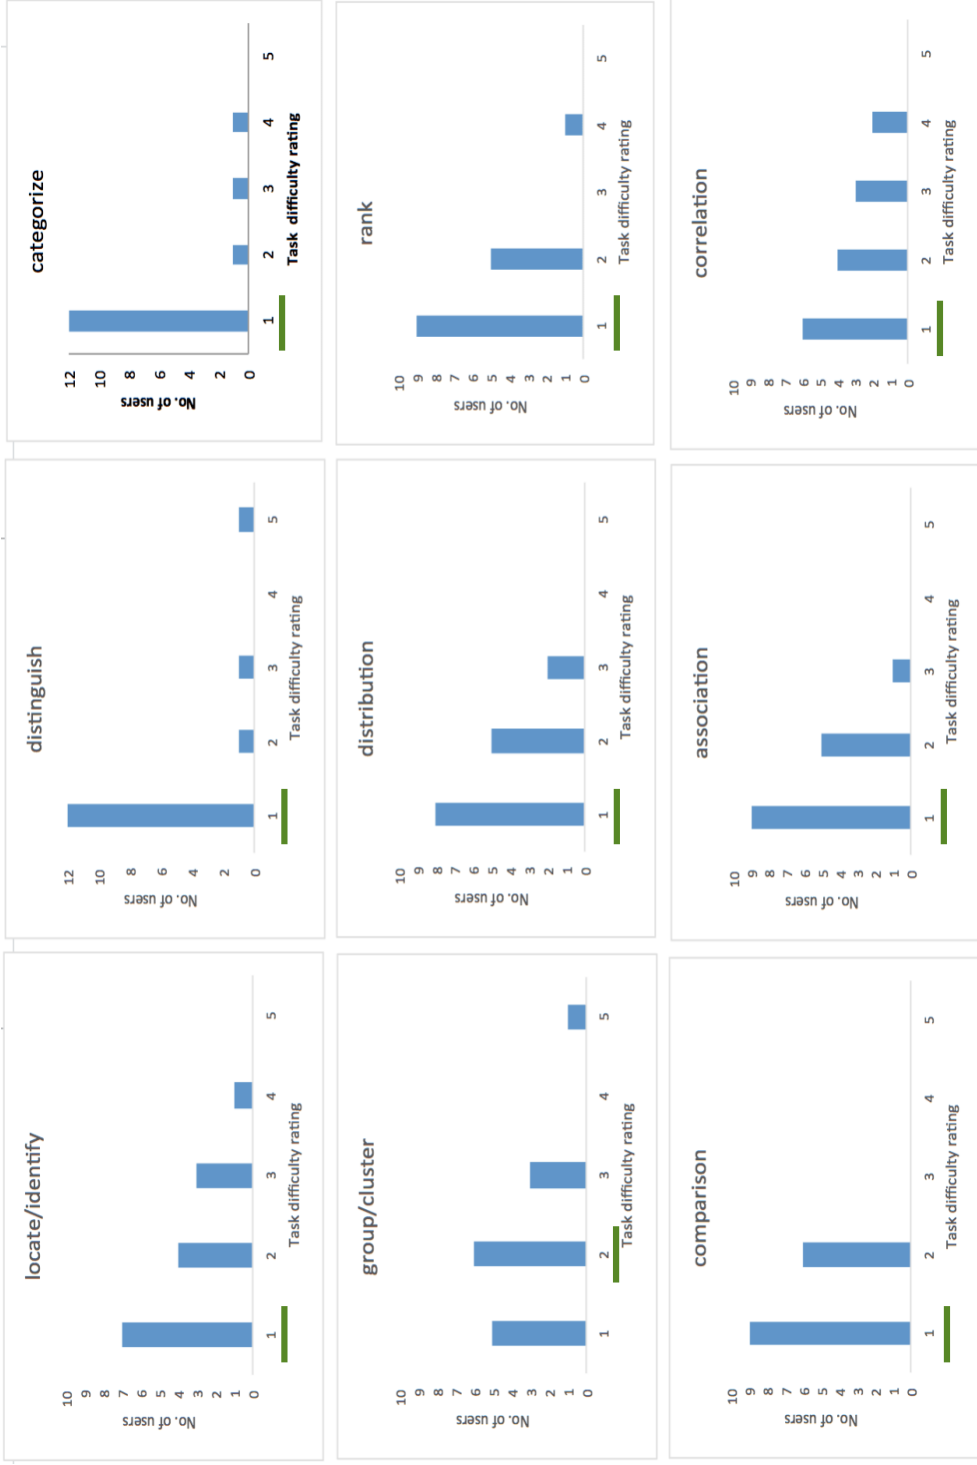 locate/identify
No. of users
10
9
8
7
6
5
4
3
2
1
0
1 2 3 4 5
Task difficulty rating
distinguish
No. of users
12
10
8
6
4
2
0
1 2 3 4 5
Task difficulty rating
categorize
No. of users
12
10
8
6
4
2
0
1 2 3 4 5
Task difficulty rating
group/cluster
No. of users
10
9
8
7
6
5
4
3
2
1
0
1 2 3 4 5
Task difficulty rating
distribution
No. of users
10
9
8
7
6
5
4
3
2
1
0
1 2 3 4 5
Task difficulty rating
rank
No. of users
10
9
8
7
6
5
4
3
2
1
0
1 2 3 4 5
Task difficulty rating
comparison
No. of users
10
9
8
7
6
5
4
3
2
1
0
1 2 3 4 5
Task difficulty rating
association
No. of users
10
9
8
7
6
5
4
3
2
1
0
1 2 3 4 5
Task difficulty rating
correlation
No. of users
10
9
8
7
6
5
4
3
2
1
0
1 2 3 4 5
Task difficulty rating